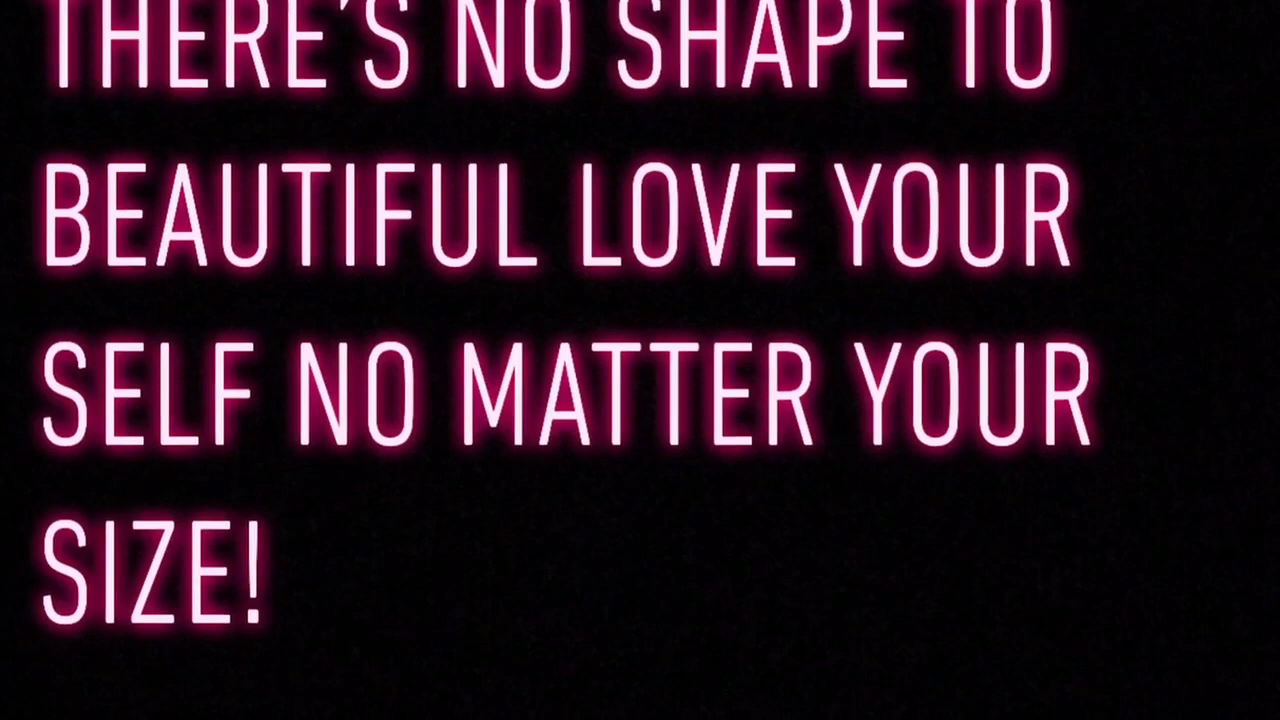 THERE'S NO SHAPE TO
BEAUTIFUL LOVE YOUR
SELF NO MATTER YOUR
SIZE!